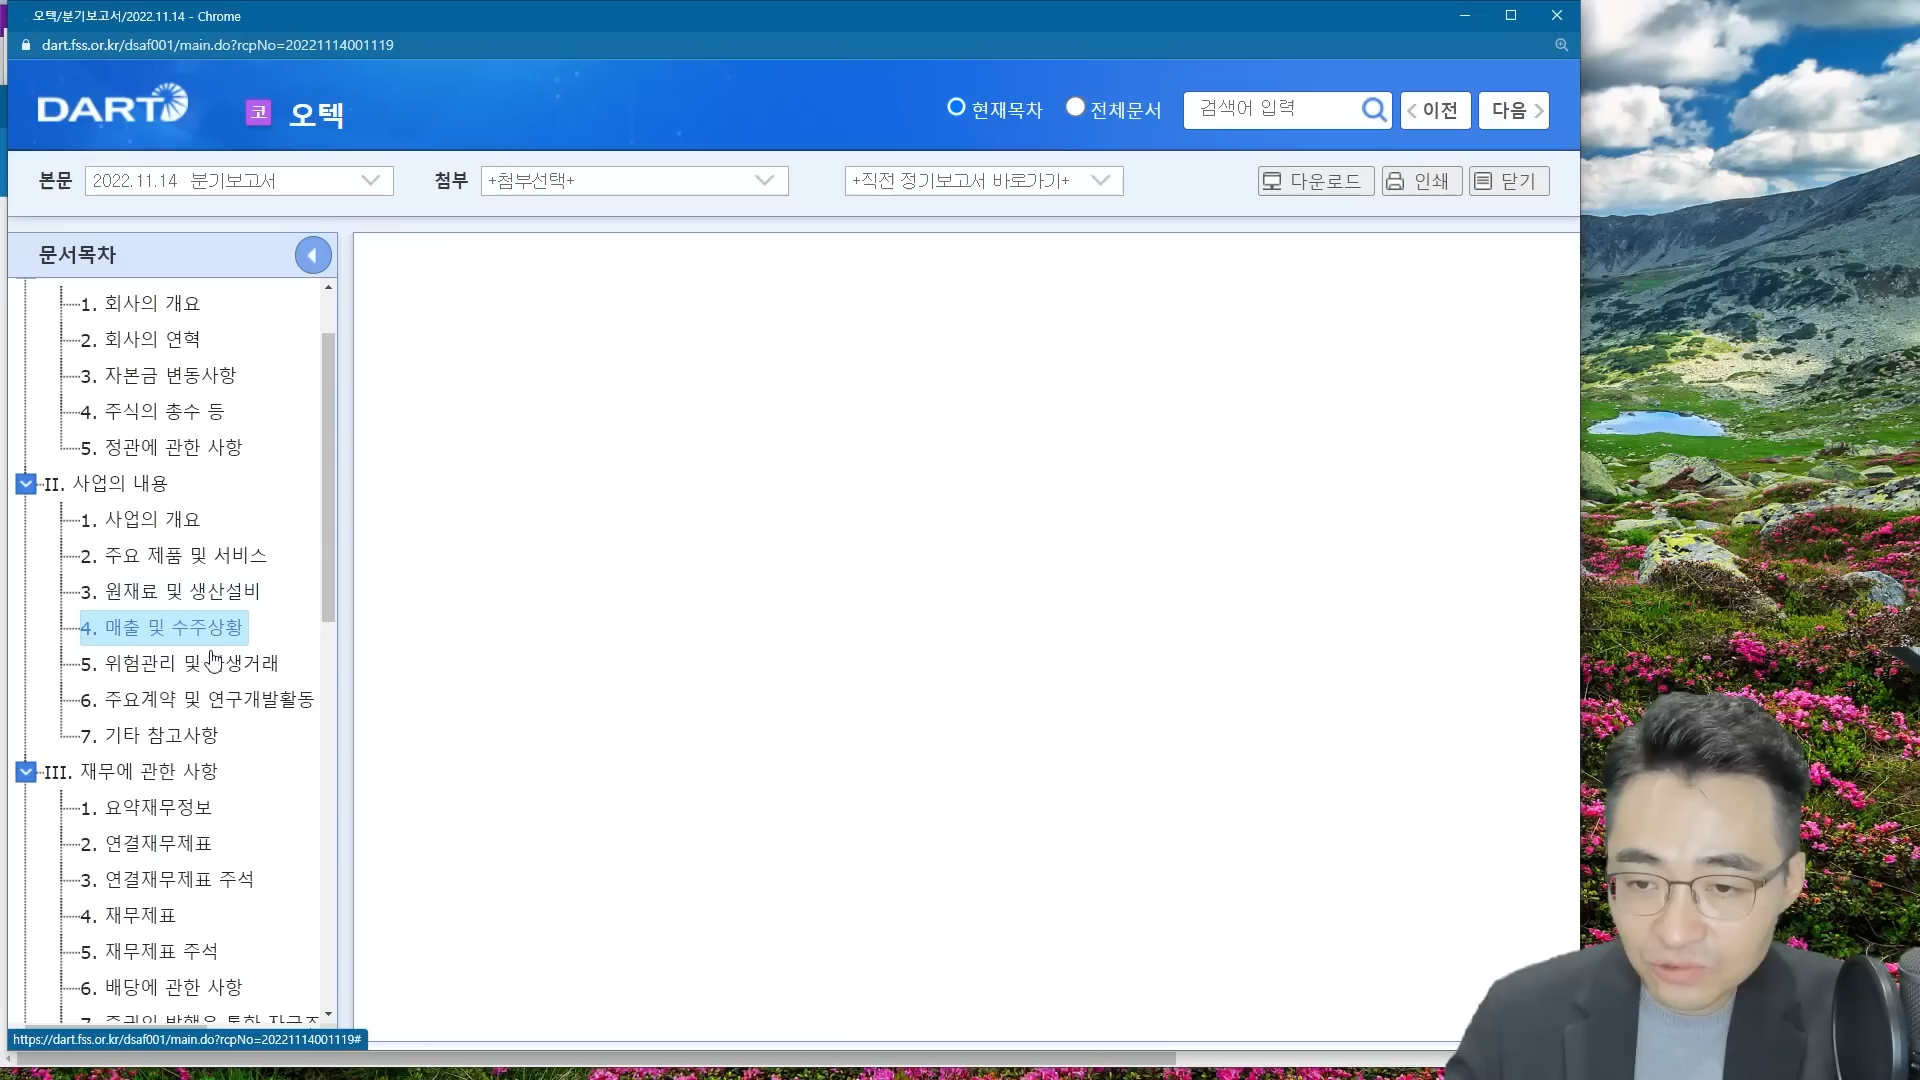 오텍/분기보고서/2022.11.14 - Chrome
dart.fss.or.kr/dsaf001/main.do?rcpNo=20221114001119
DART
코 오텍
현재목차 전체문서 검색어 입력 이전 다음
본문 2022.11.14 분기보고서 첨부 +첨부선택+ +직전 정기보고서 바로가기+ 다운로드 인쇄 닫기
문서목차
1. 회사의 개요
2. 회사의 연혁
3. 자본금 변동사항
4. 주식의 총수 등
5. 정관에 관한 사항
II. 사업의 내용
1. 사업의 개요
2. 주요 제품 및 서비스
3. 원재료 및 생산설비
4. 매출 및 수주상황
5. 위험관리 및 생거래
6. 주요계약 및 연구개발활동
7. 기타 참고사항
III. 재무에 관한 사항
1. 요약재무정보
2. 연결재무제표
3. 연결재무제표 주석
4. 재무제표
5. 재무제표 주석
6. 배당에 관한 사항
https://dart.fss.or.kr/dsaf001/main.do?rcpNo=20221114001119#